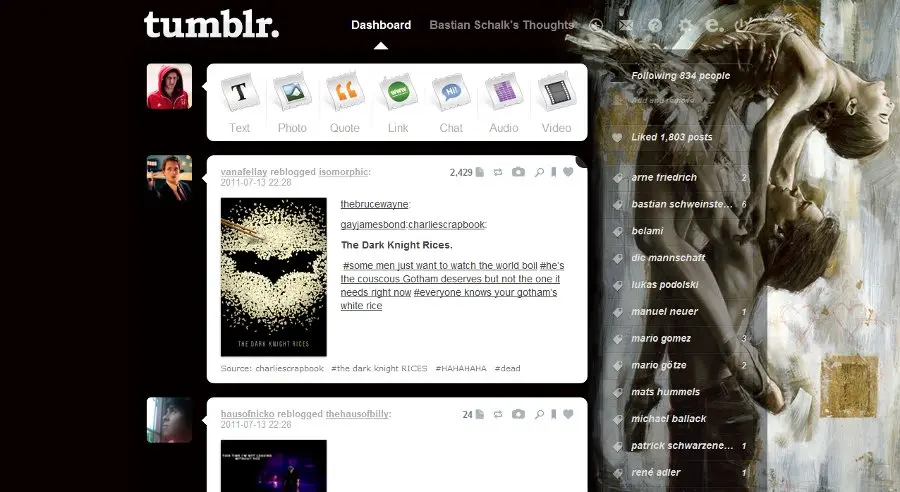 tumblr.
Dashboard
Bastian Schalk's Thoughts
Text
Photo
Quote
Link
Chat
Audio
Video
vanafellay reblogged isomorphic:
2,429
2011-07-13 22:28
thebrucewayne:
gayjamesbond:charliescrapbook:
The Dark Knight Rices.
#some men just want to watch the world boil #he's
the couscous Gotham deserves but not the one it
needs right now #everyone knows your gotham's
white rice
THE DARK KNIGHT RICES
Source: charliescrapbook #the dark knight RICES #HAHAHAHA #dead
hausofnicko reblogged thehausofbilly:
24
2011-07-13 22:28
Following 834 people
Add and remove
Liked 1,803 posts
arne friedrich 2
bastian schweinste... 6
belami
die mannschaft
lukas podolski
manuel neuer 1
mario gomez 3
mario götze 2
mats hummels
michael ballack
patrick schwarzene... 1
rené adler 1